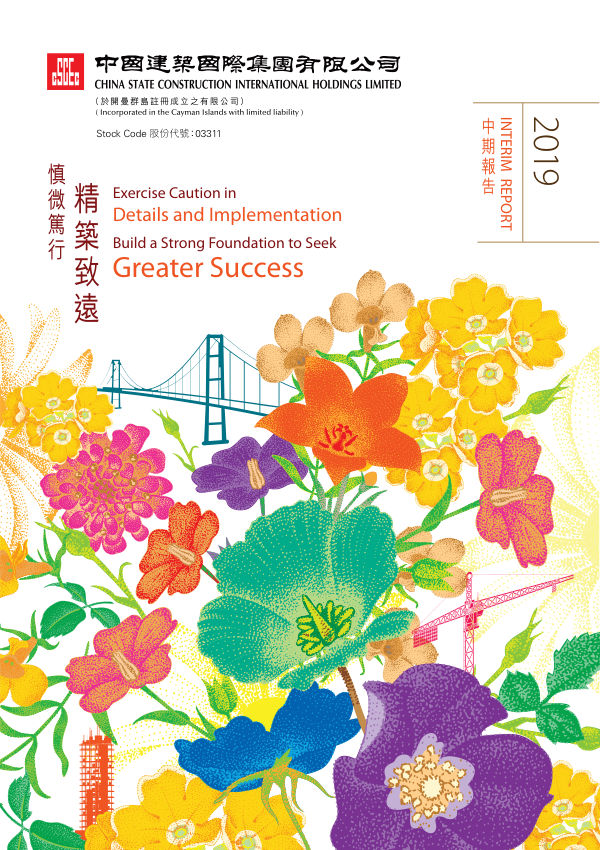 CSCEC
中國建築國際集團有限公司
CHINA STATE CONSTRUCTION INTERNATIONAL HOLDINGS LIMITED
（於開曼群島註冊成立之有限公司）
( Incorporated in the Cayman Islands with limited liability )
Stock Code 股份代號：03311
2019
INTERIM REPORT
中期報告
慎微篤行
精築致遠
Exercise Caution in
Details and Implementation
Build a Strong Foundation to Seek
Greater Success